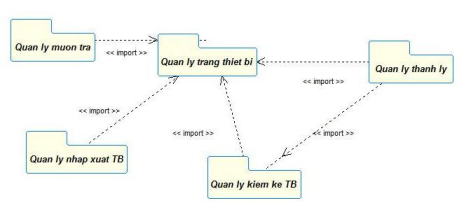 Quan ly muon tra
<< import >>
Quan ly trang thiet bi
Quan ly thanh ly
<< import >>
<< import >>
<< import >>
<< import >>
Quan ly nhap xuat TB
Quan ly kiem ke TB